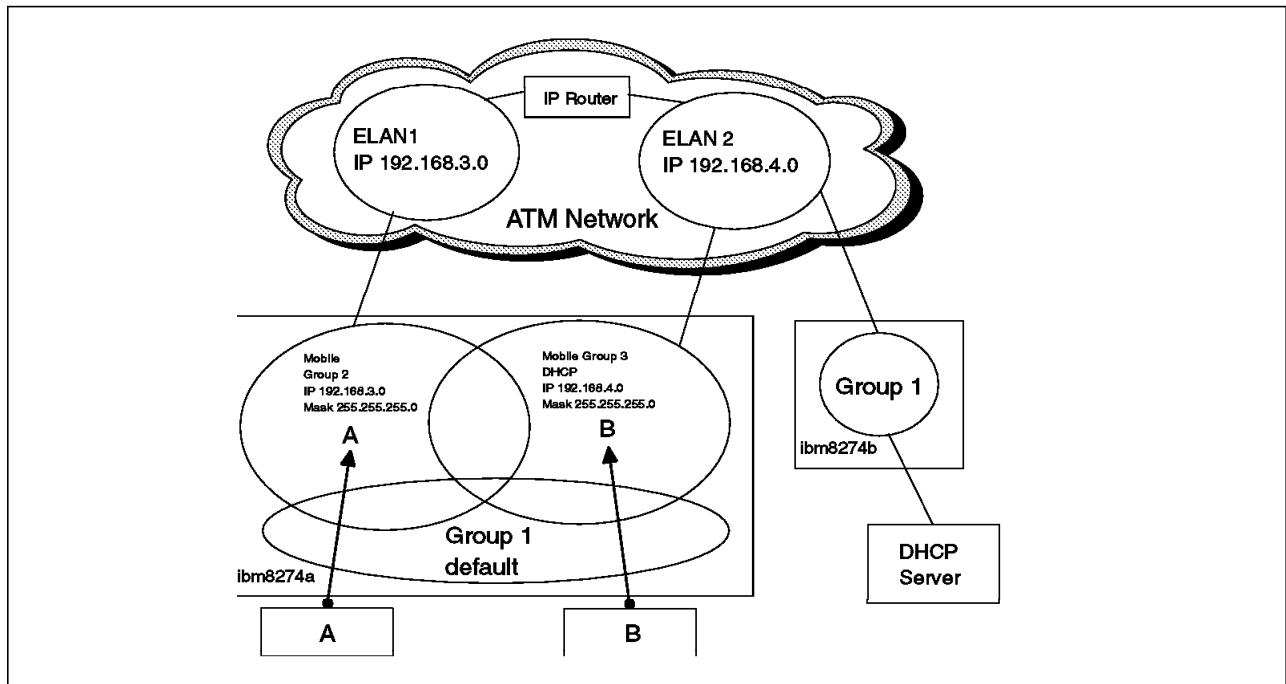 IP Router
ELAN1
IP 192.168.3.0
ELAN 2
IP 192.168.4.0
ATM Network
Mobile
Group 2
IP 192.168.3.0
Mask 255.255.255.0
A
Mobile Group 3
DHCP
IP 192.168.4.0
Mask 255.255.255.0
B
Group 1
ibm8274b
Group 1
default
ibm8274a
DHCP
Server
A
B